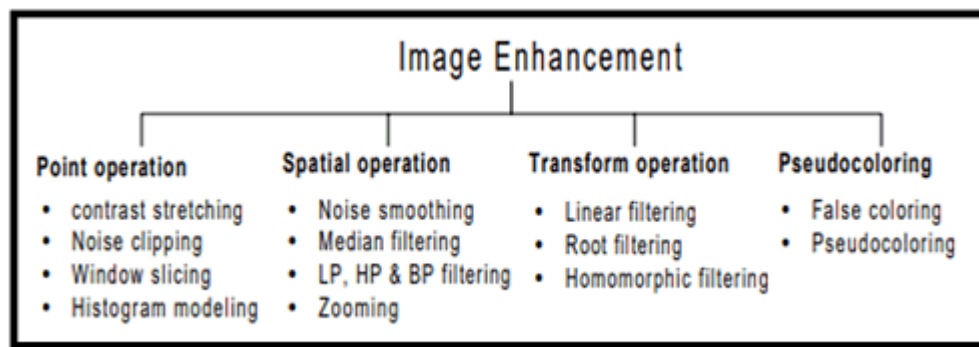 Image Enhancement
Point operation
• contrast stretching
• Noise clipping
• Window slicing
• Histogram modeling
Spatial operation
• Noise smoothing
• Median filtering
• LP, HP & BP filtering
• Zooming
Transform operation
• Linear filtering
• Root filtering
• Homomorphic filtering
Pseudocoloring
• False coloring
• Pseudocoloring